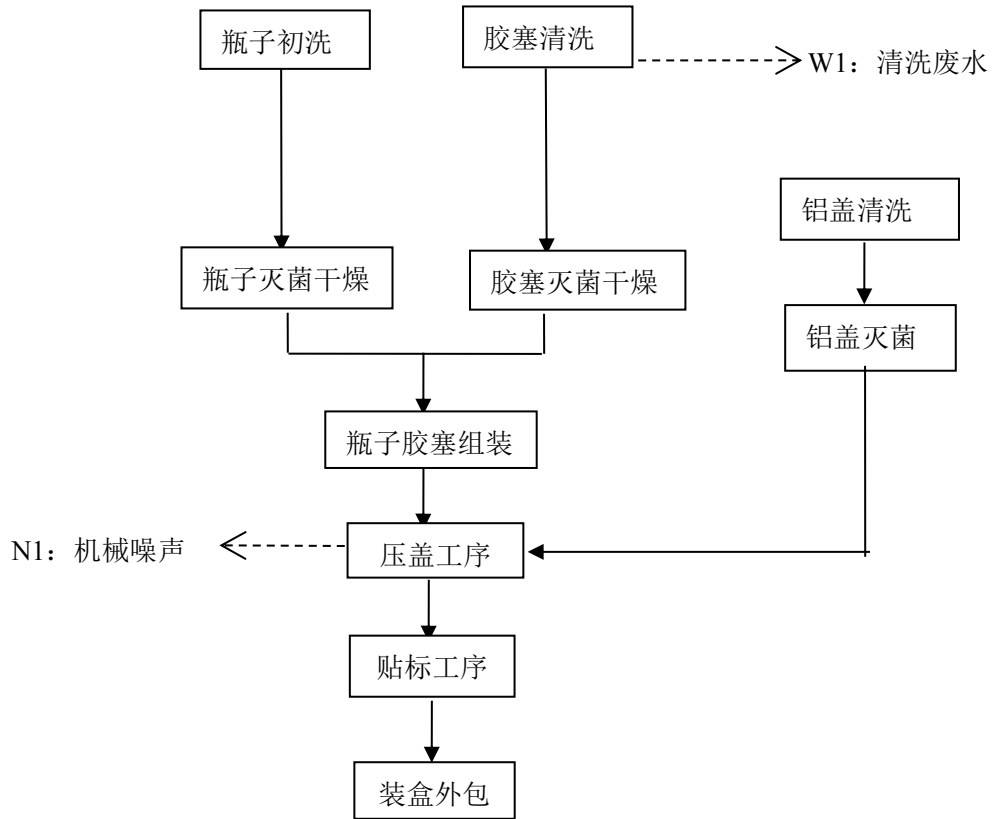 瓶子初洗
胶塞清洗
W1：清洗废水
铝盖清洗
瓶子灭菌干燥
胶塞灭菌干燥
铝盖灭菌
瓶子胶塞组装
N1：机械噪声
压盖工序
贴标工序
装盒外包